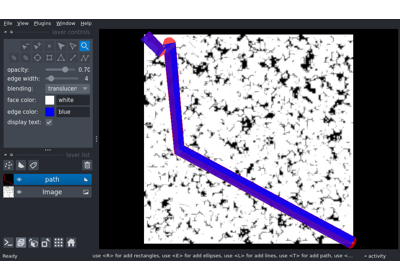 File View Plugins Window Help
layer controls
opacity: 0.70
edge width: 4
blending: translucen
face color: white
edge color: blue
display text:
layer list
path
Image
Ready use <R> for add rectangles, use <E> for add ellipses, use <L> for add lines, use <T> for add path, use <... activity